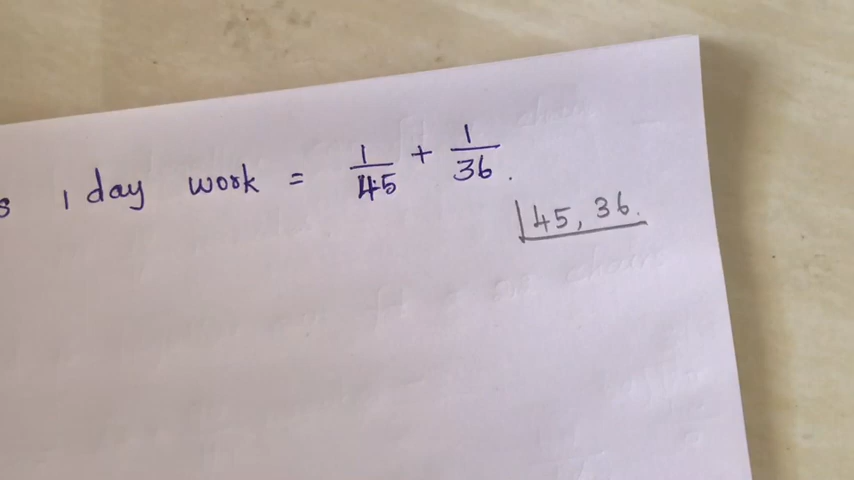 s 1 day work = 1/45 + 1/36.
45, 36.